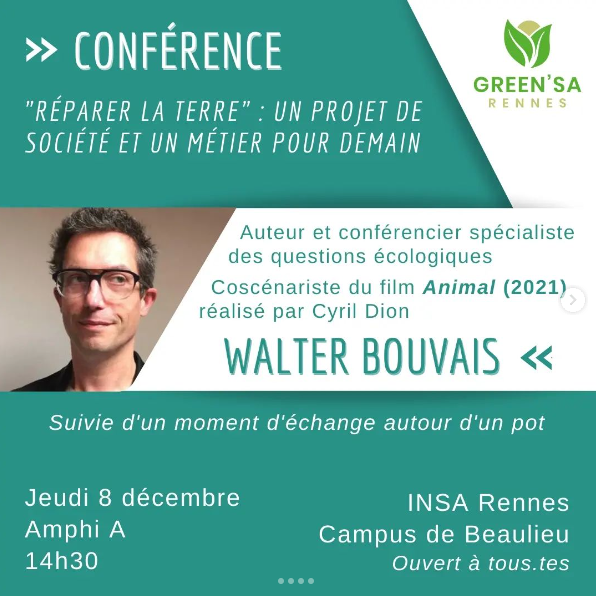 >> CONFÉRENCE
GREEN'SA
RENNES
"RÉPARER LA TERRE" : UN PROJET DE
SOCIÉTÉ ET UN MÉTIER POUR DEMAIN
Auteur et conférencier spécialiste
des questions écologiques
Coscénariste du film Animal (2021)
réalisé par Cyril Dion
WALTER BOUVAIS <<
Suivie d'un moment d'échange autour d'un pot
Jeudi 8 décembre
Amphi A
14h30
INSA Rennes
Campus de Beaulieu
Ouvert à tous.tes